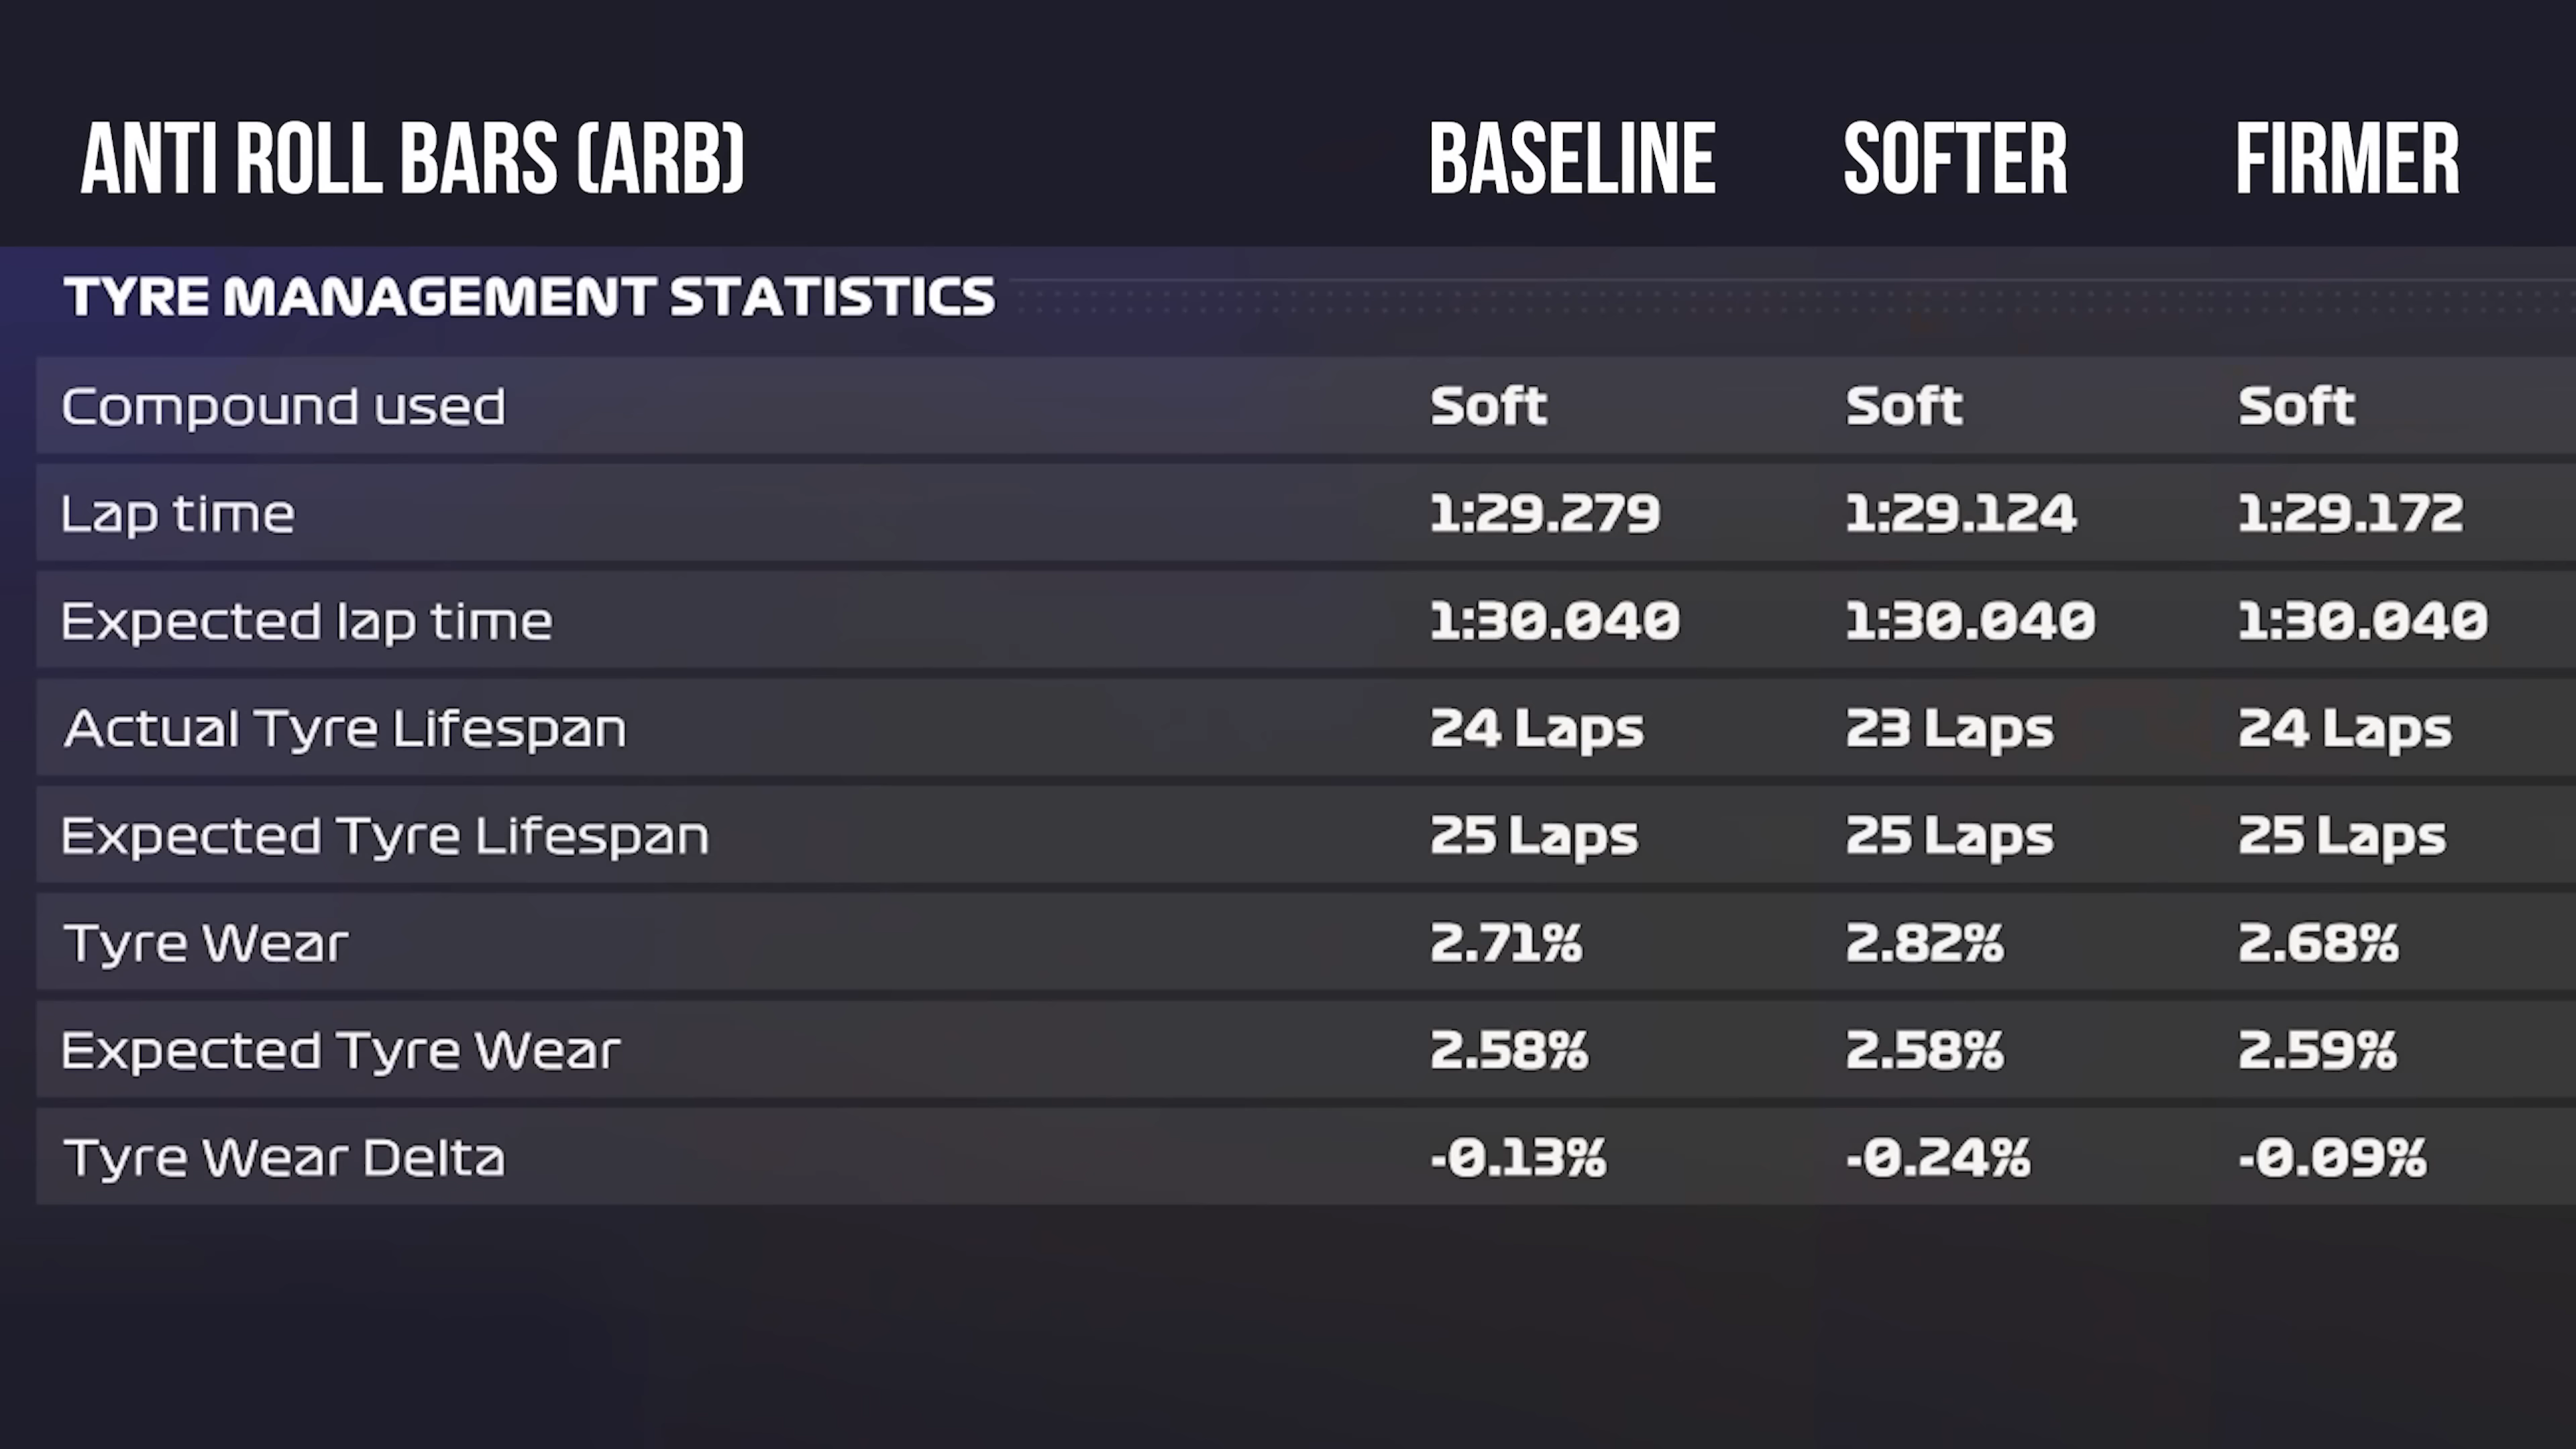 ANTI ROLL BARS (ARB) BASELINE SOFTER FIRMER
TYRE MANAGEMENT STATISTICS
Compound used Soft Soft Soft
Lap time 1:29.279 1:29.124 1:29.172
Expected lap time 1:30.040 1:30.040 1:30.040
Actual Tyre Lifespan 24 Laps 23 Laps 24 Laps
Expected Tyre Lifespan 25 Laps 25 Laps 25 Laps
Tyre Wear 2.71% 2.82% 2.68%
Expected Tyre Wear 2.58% 2.58% 2.59%
Tyre Wear Delta -0.13% -0.24% -0.09%